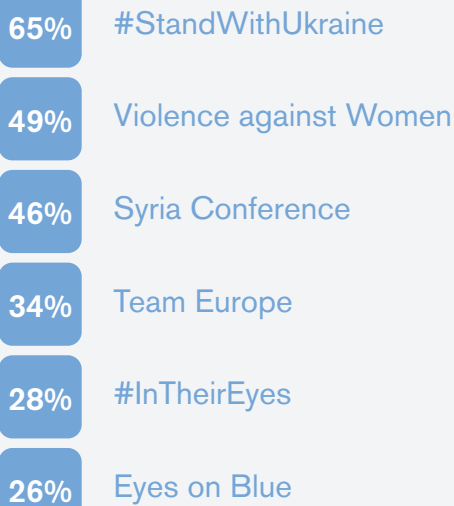 65% #StandWithUkraine
49% Violence against Women
46% Syria Conference
34% Team Europe
28% #InTheirEyes
26% Eyes on Blue